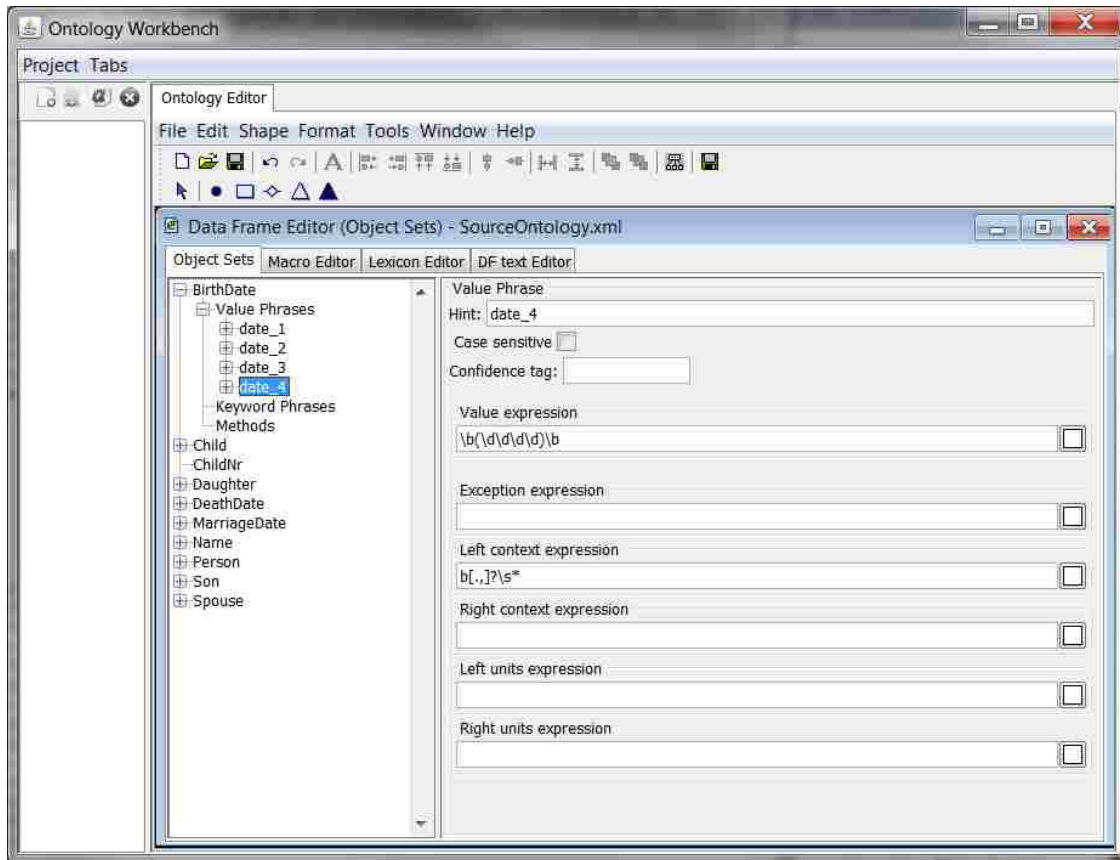 Ontology Workbench
Project Tabs
Ontology Editor
File Edit Shape Format Tools Window Help
A
Data Frame Editor (Object Sets) - SourceOntology.xml
Object Sets Macro Editor Lexicon Editor DF text Editor
BirthDate
Value Phrases
date_1
date_2
date_3
date_4
Keyword Phrases
Methods
Child
ChildNr
Daughter
DeathDate
MarriageDate
Name
Person
Son
Spouse
Value Phrase
Hint: date_4
Case sensitive
Confidence tag:
Value expression
\b(\d\d\d\d)\b
Exception expression
Left context expression
b[.,]?\s*
Right context expression
Left units expression
Right units expression